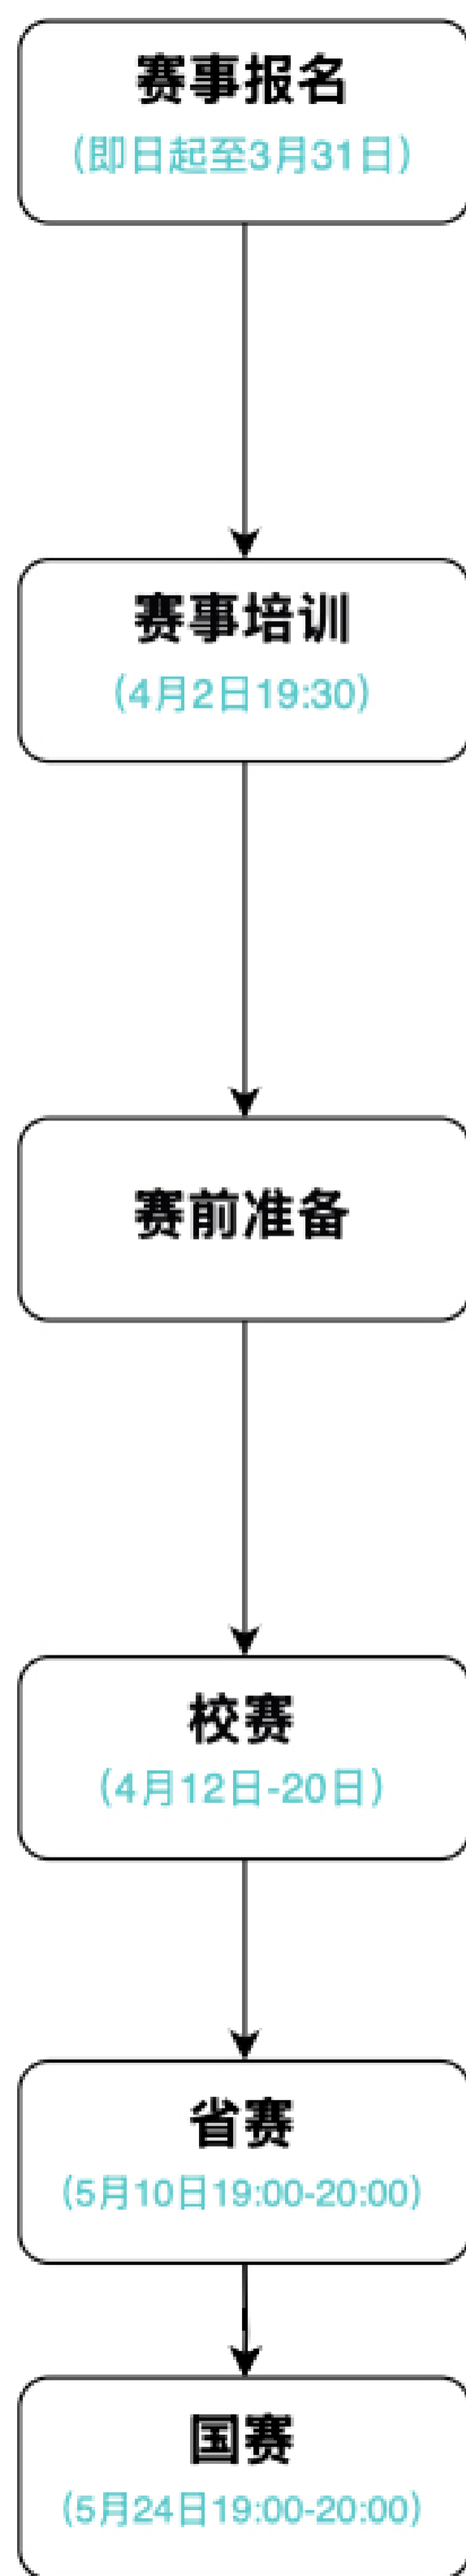 赛事报名
(即日起至3月31日)
赛事培训
(4月2日19:30)
赛前准备
校赛
(4月12日-20日)
省赛
(5月10日19:00-20:00)
国赛
(5月24日19:00-20:00)